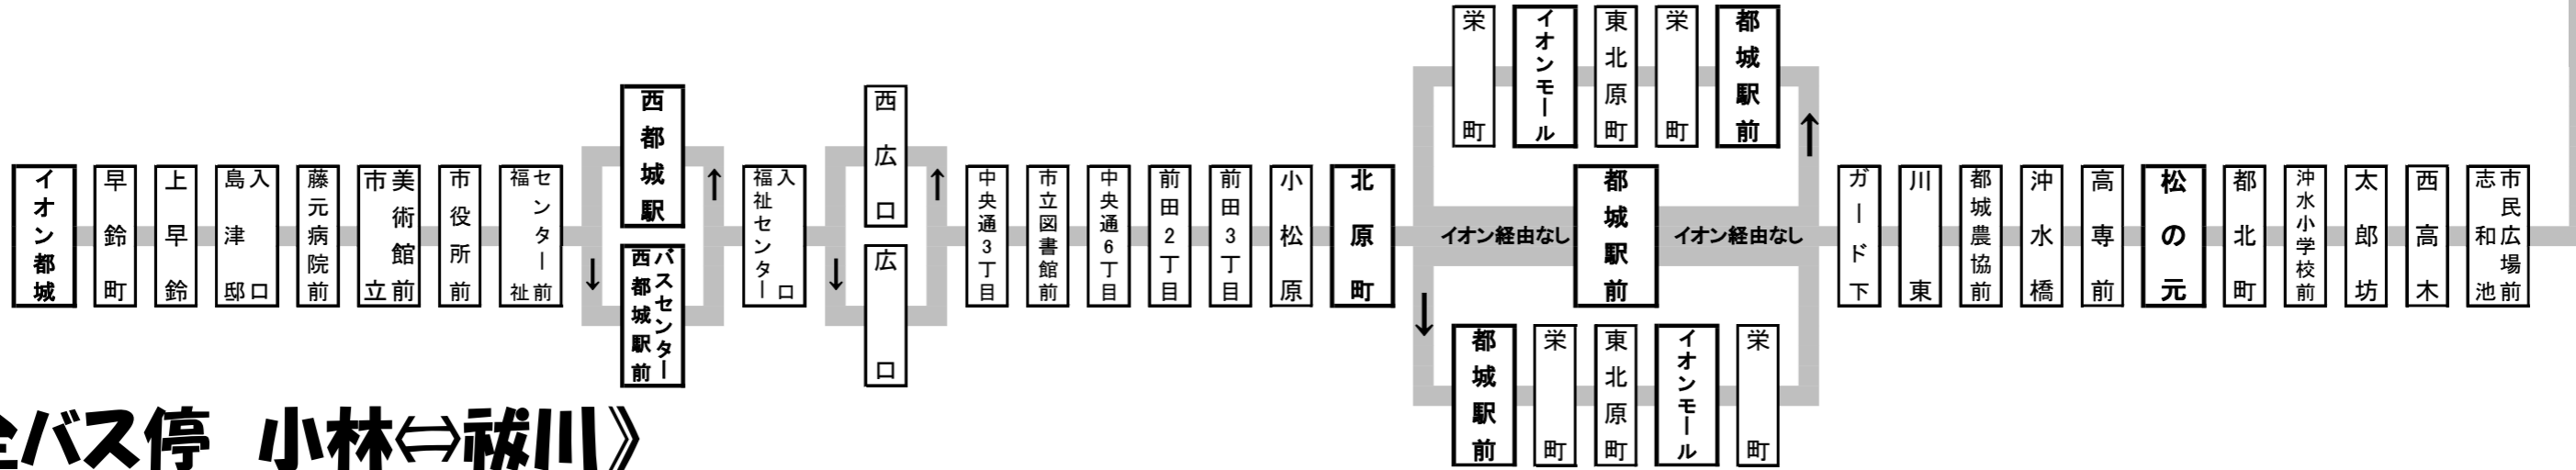 イオン都城
早鈴町
上早鈴
島津邸入口
藤元病院前
市立美術館前
市役所前
福祉センター前
西都城駅
↑
↓
西都城駅前バスセンター
福祉センター入口
西広口
↑
↓
広口
中央通3丁目
市立図書館前
中央通6丁目
前田2丁目
前田3丁目
小松原
北原町
栄町
イオンモール
東北原町
栄町
都城駅前
↑
イオン経由なし
都城駅前
イオン経由なし
↓
都城駅前
栄町
東北原町
イオンモール
栄町
ガード下
川東
都城農協前
沖水橋
高専前
松の元
都北町
沖水小学校前
太郎坊
西高木
志和池市民広場前
全バス停 小林⇔祓川》